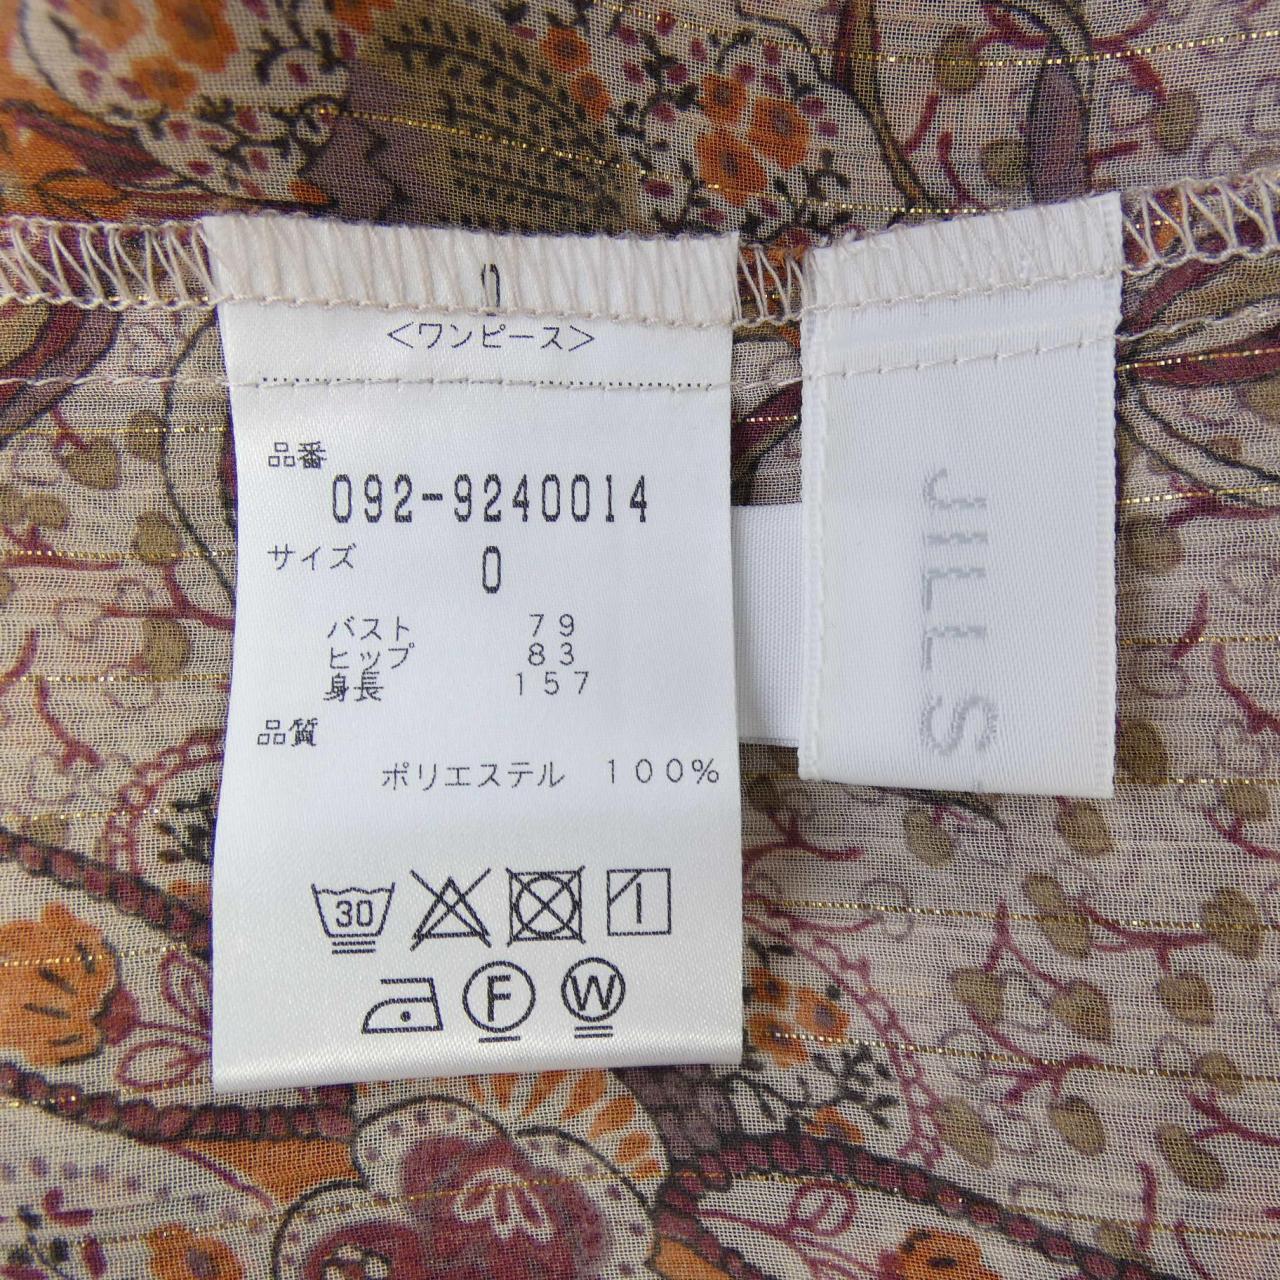 0
<ワンピース>
品番
092-9240014
サイズ 0
バスト 79
ヒップ 83
身長 157
品質
ポリエステル 100%
30
F W
JILLS